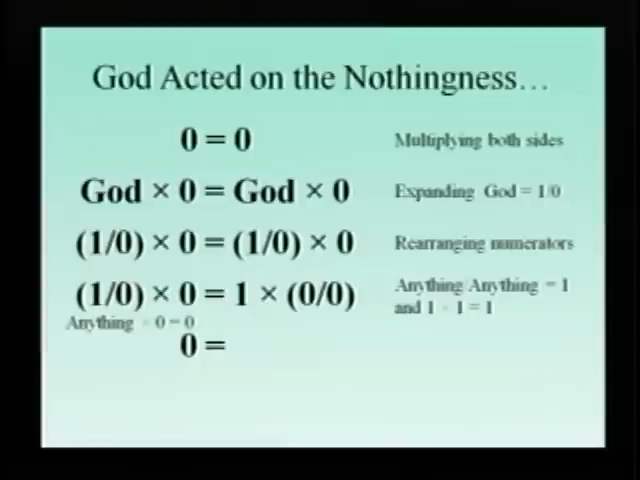 God Acted on the Nothingness...
0 = 0
Multiplying both sides
God × 0 = God × 0
Expanding God = 1/0
(1/0) × 0 = (1/0) × 0
Rearranging numerators
(1/0) × 0 = 1 × (0/0)
Anything/Anything = 1
and 1 × 1 = 1
Anything × 0 = 0
0 =